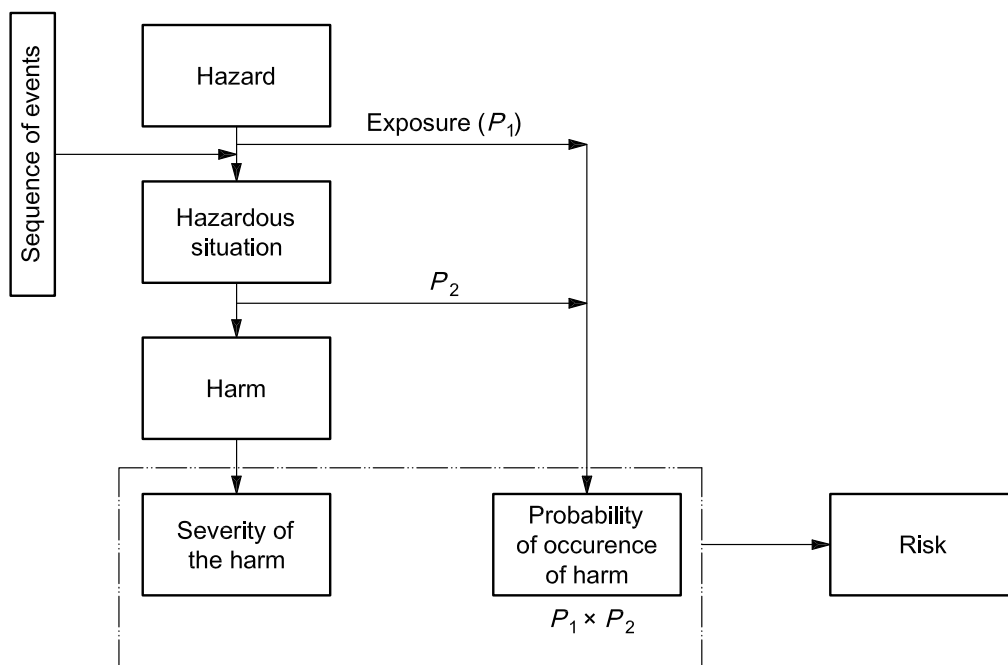 Sequence of events
Hazard
Exposure (P₁)
Hazardous
situation
P₂
Harm
Severity of
the harm
Probability
of occurence
of harm
P₁ × P₂
Risk